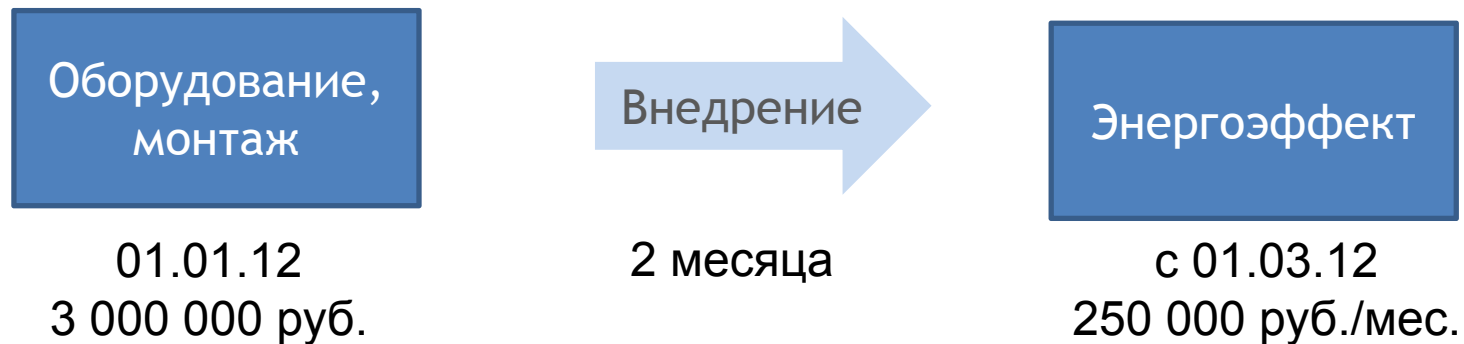 Оборудование,
монтаж
Внедрение
Энергоэффект
01.01.12
3 000 000 руб.
2 месяца
с 01.03.12
250 000 руб./мес.